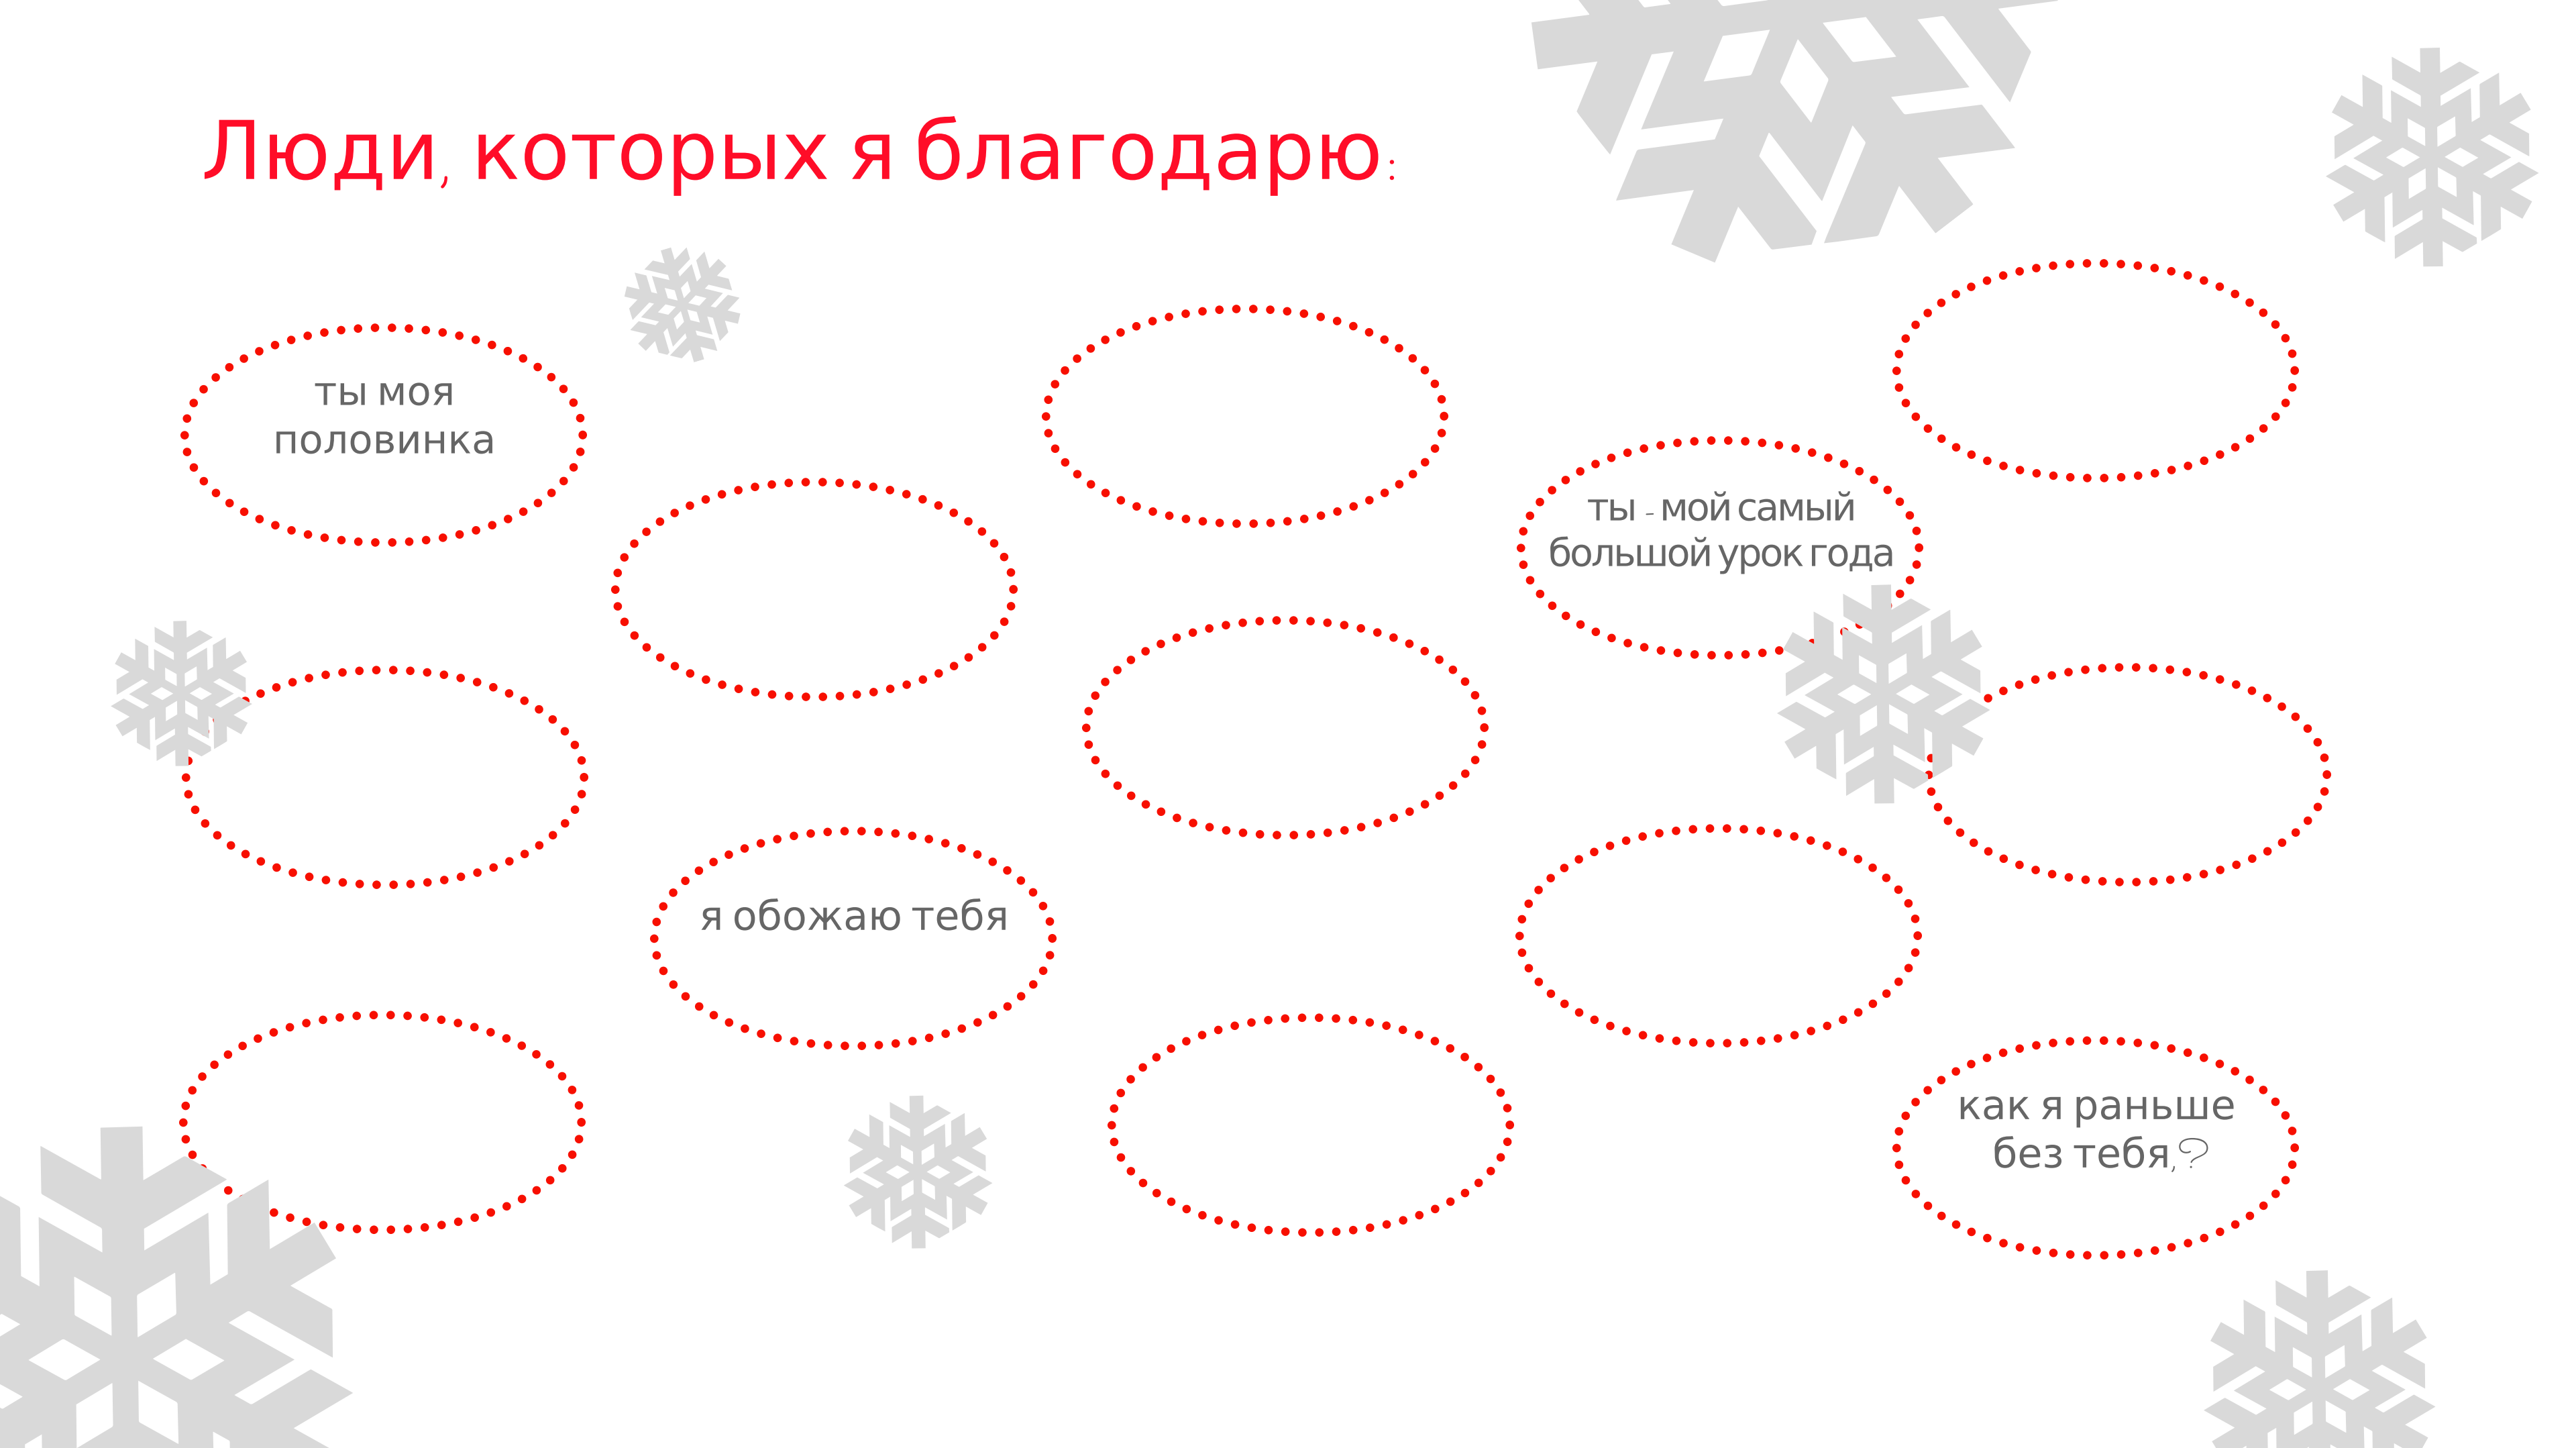 Люди, которых я благодарю:
ты моя
половинка
ты - мой самый
большой урок года
я обожаю тебя
как я раньше
без тебя,?